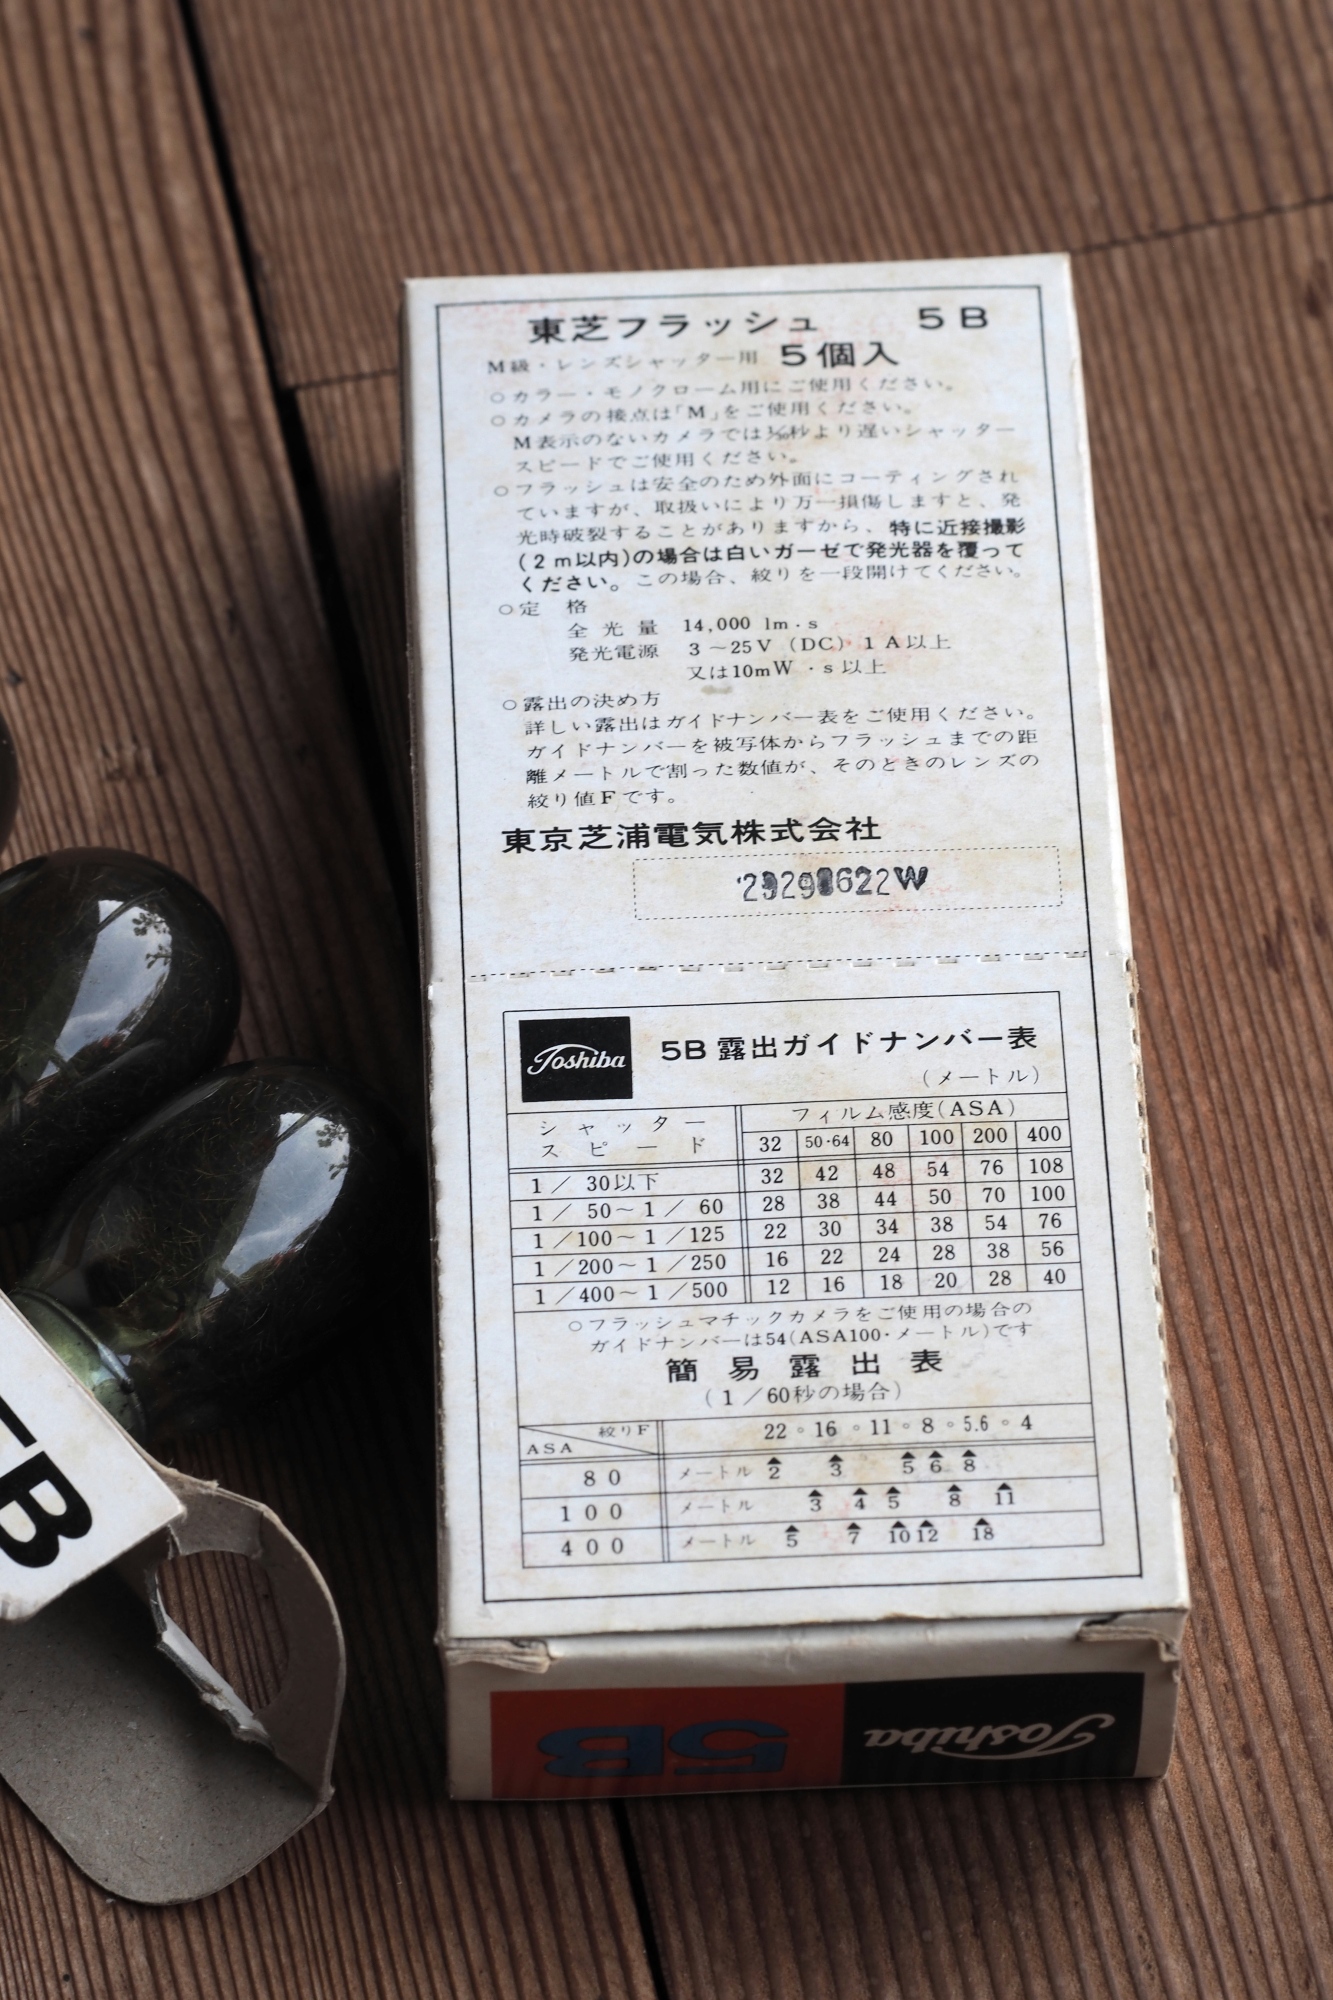 東芝フラッシュ 5B
M級・レンズシャッター用 5個入
○カラー・モノクローム用にご使用ください。
○カメラの接点は「M」をご使用ください。
M表示のないカメラでは1/30秒より遅いシャッター
スピードでご使用ください。
○フラッシュは安全のため外面にコーティングされ
ていますが、取扱いにより万一損傷しますと、発
光時破裂することがありますから、特に近接撮影
(2m以内)の場合は白いガーゼで発光器を覆って
ください。この場合、絞りを一段開けてください。
○定 格
全光量 14,000 lm・s
発光電源 3~25V (DC) 1A以上
又は10mW・s以上
○露出の決め方
詳しい露出はガイドナンバー表をご使用ください。
ガイドナンバーを被写体からフラッシュまでの距
離メートルで割った数値が、そのときのレンズの
絞り値Fです。
東京芝浦電気株式会社
Toshiba 5B 露出ガイドナンバー表
(メートル)
シャッター フィルム感度(ASA)
スピード 32 50・64 80 100 200 400
1/30以下 32 42 48 54 76 108
1/50~1/60 28 38 44 50 70 100
1/100~1/125 22 30 34 38 54 76
1/200~1/250 16 22 24 28 38 56
1/400~1/500 12 16 18 20 28 40
○フラッシュマチックカメラをご使用の場合の
ガイドナンバーは54(ASA100・メートル)です
簡易露出表
(1/60秒の場合)
絞りF 22。16。11。8。5.6。4
ASA
80 メートル 2 3 5 6 8
100 メートル 3 4 5 8 11
400 メートル 5 7 10 12 18
5B Toshiba
B